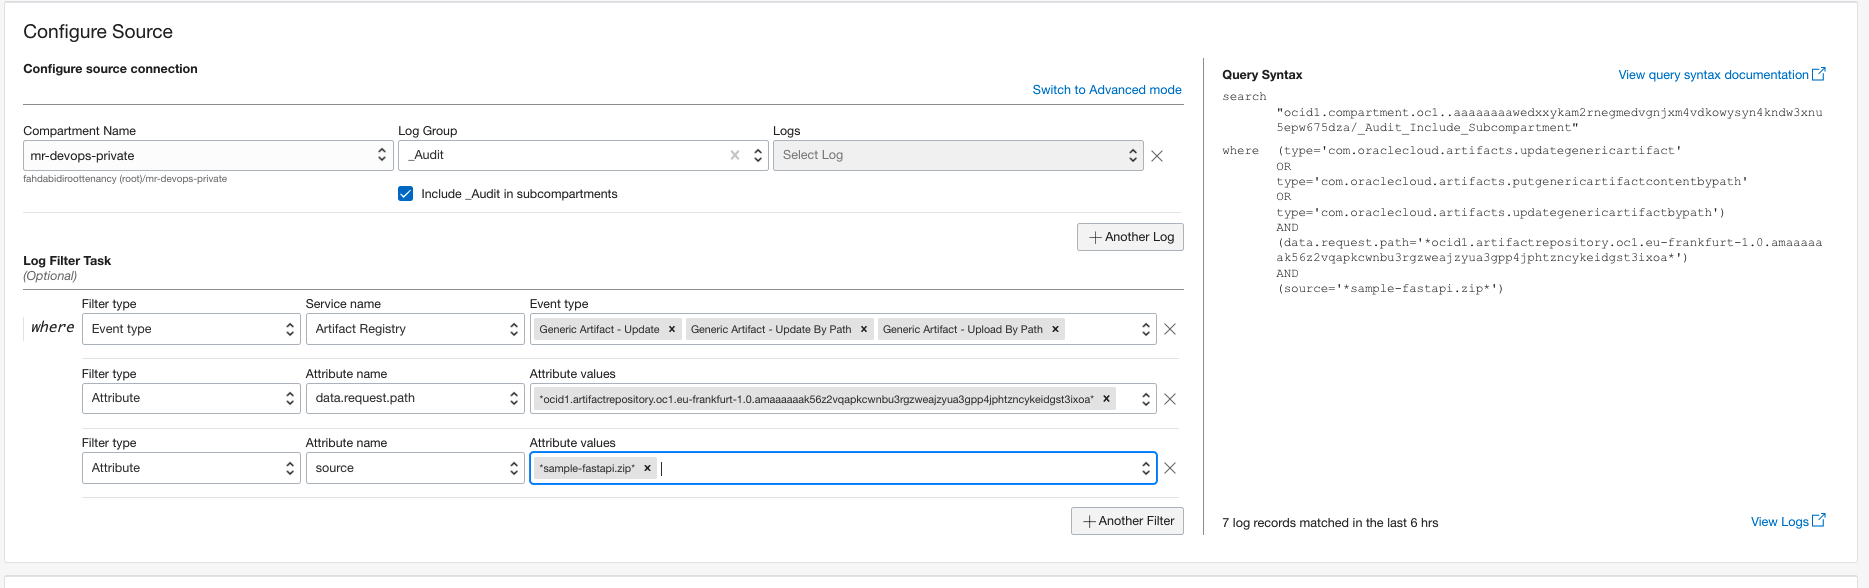 Configure Source
Configure source connection
Switch to Advanced mode
Compartment Name
Log Group
Logs
mr-devops-private
_Audit
Select Log
fahdabidiroottenancy (root)/mr-devops-private
Include _Audit in subcompartments
Another Log
Log Filter Task
(Optional)
where
Filter type
Service name
Event type
Event type
Artifact Registry
Generic Artifact - Update
Generic Artifact - Update By Path
Generic Artifact - Upload By Path
Filter type
Attribute name
Attribute values
Attribute
data.request.path
*ocid1.artifactrepository.oc1.eu-frankfurt-1.0.amaaaaaak56z2vqapkcwnbu3rgzweajzyua3gpp4jphtzncykeidgst3ixoa*
Filter type
Attribute name
Attribute values
Attribute
source
*sample-fastapi.zip*
Another Filter
Query Syntax
View query syntax documentation
search
"ocid1.compartment.oc1..aaaaaaaawedxxykam2rnegmedvgnjxm4vdkowysyn4kndw3xnu
5epw675dza/_Audit_Include_Subcompartment"
where (type='com.oraclecloud.artifacts.updategenericartifact'
OR
type='com.oraclecloud.artifacts.putgenericartifactcontentbypath'
OR
type='com.oraclecloud.artifacts.updategenericartifactbypath')
AND
(data.request.path='*ocid1.artifactrepository.oc1.eu-frankfurt-1.0.amaaaaa
ak56z2vqapkcwnbu3rgzweajzyua3gpp4jphtzncykeidgst3ixoa*')
AND
(source='*sample-fastapi.zip*')
7 log records matched in the last 6 hrs
View Logs